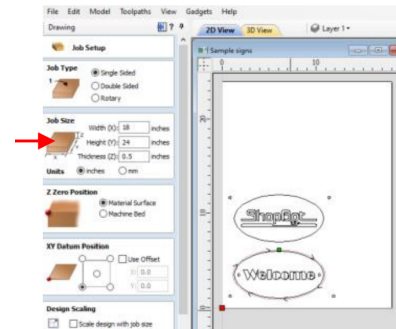 File Edit Model Toolpaths View Gadgets Help
Drawing
2D View 3D View Layer 1
Sample signs
Job Setup
Job Type
Single Sided
1
Double Sided
Rotary
Job Size
Width (X): 18 inches
Height (Y): 24 inches
Thickness (Z): 0.5 inches
Units inches mm
Z Zero Position
Material Surface
Machine Bed
XY Datum Position
Use Offset
X: 0.0
Y: 0.0
Design Scaling
Scale design with job size
0 10
20
ShopBot
Welcome